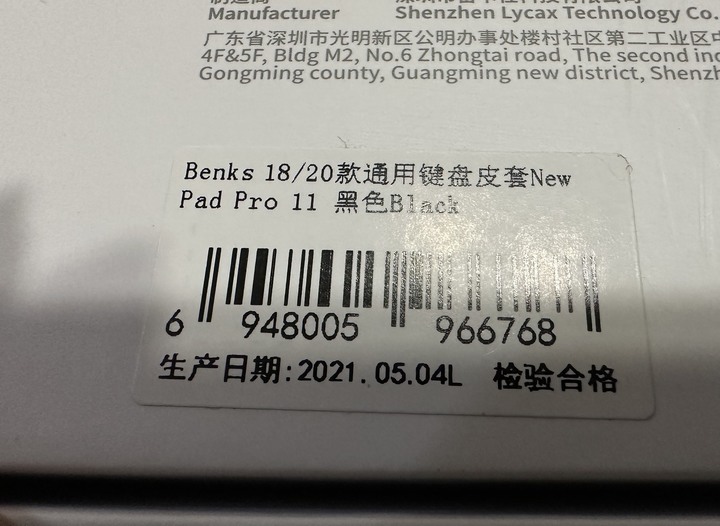 Manufacturer Shenzhen Lycax Technology Co.
广东省深圳市光明新区公明办事处楼村社区第二工业区中
4F&5F, Bldg M2, No.6 Zhongtai road, The second ind
Gongming county, Guangming new district, Shenzh
Benks 18/20款通用键盘皮套New
Pad Pro 11 黑色Black
6 948005 966768
生产日期:2021.05.04L 检验合格